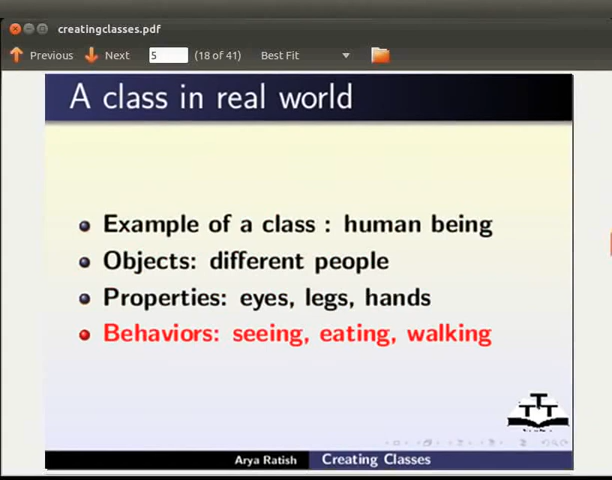 creatingclasses.pdf
Previous Next 5 (18 of 41) Best Fit
A class in real world
Example of a class : human being
Objects: different people
Properties: eyes, legs, hands
Behaviors: seeing, eating, walking
TTT
Arya Ratish Creating Classes